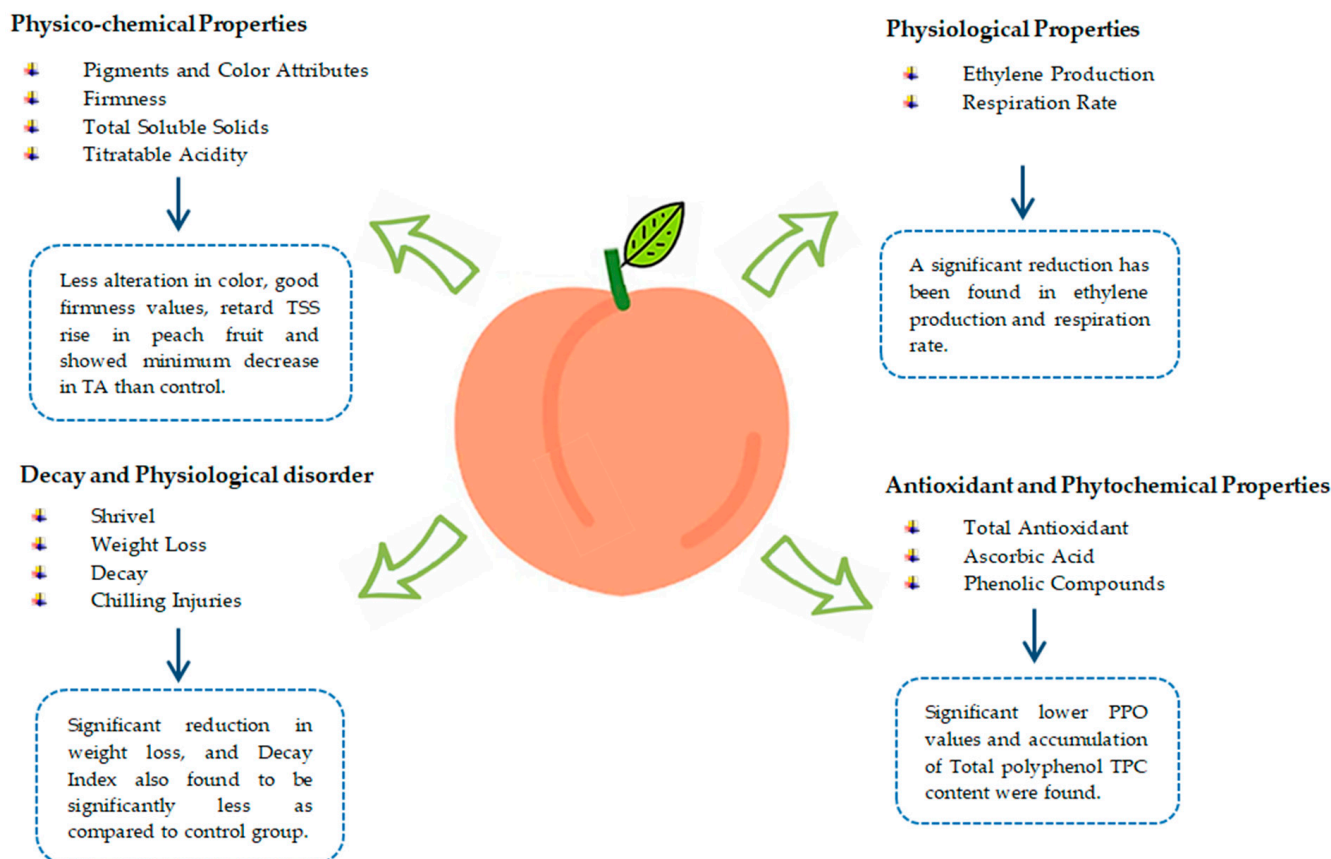 Physico-chemical Properties
Pigments and Color Attributes
Firmness
Total Soluble Solids
Titratable Acidity
Less alteration in color, good
firmness values, retard TSS
rise in peach fruit and
showed minimum decrease
in TA than control.
Physiological Properties
Ethylene Production
Respiration Rate
A significant reduction has
been found in ethylene
production and respiration
rate.
Decay and Physiological disorder
Shrivel
Weight Loss
Decay
Chilling Injuries
Significant reduction in
weight loss, and Decay
Index also found to be
significantly less as
compared to control group.
Antioxidant and Phytochemical Properties
Total Antioxidant
Ascorbic Acid
Phenolic Compounds
Significant lower PPO
values and accumulation
of Total polyphenol TPC
content were found.